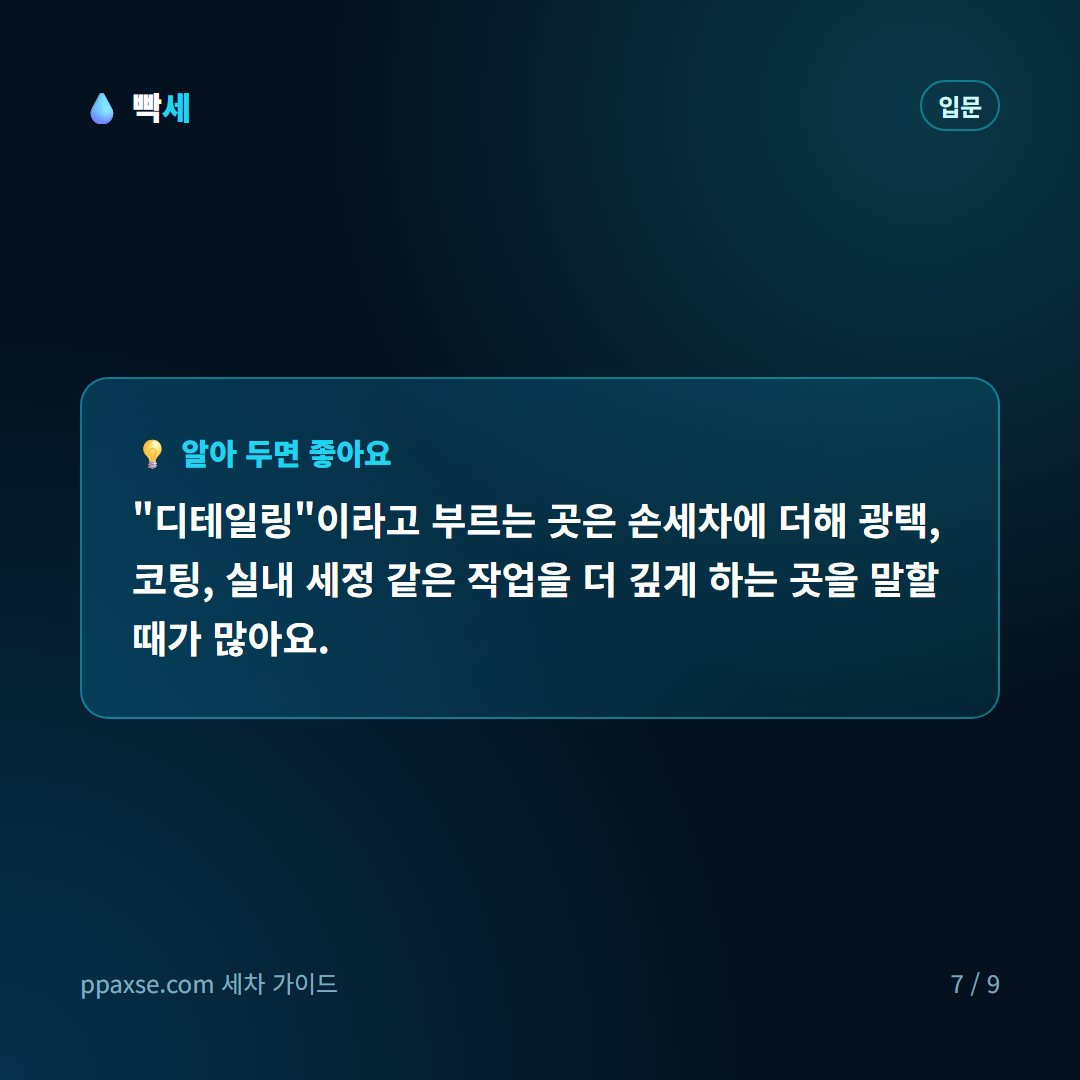 빡세
입문
💡 알아 두면 좋아요
"디테일링"이라고 부르는 곳은 손세차에 더해 광택,
코팅, 실내 세정 같은 작업을 더 깊게 하는 곳을 말할
때가 많아요.
ppaxse.com 세차 가이드
7 / 9